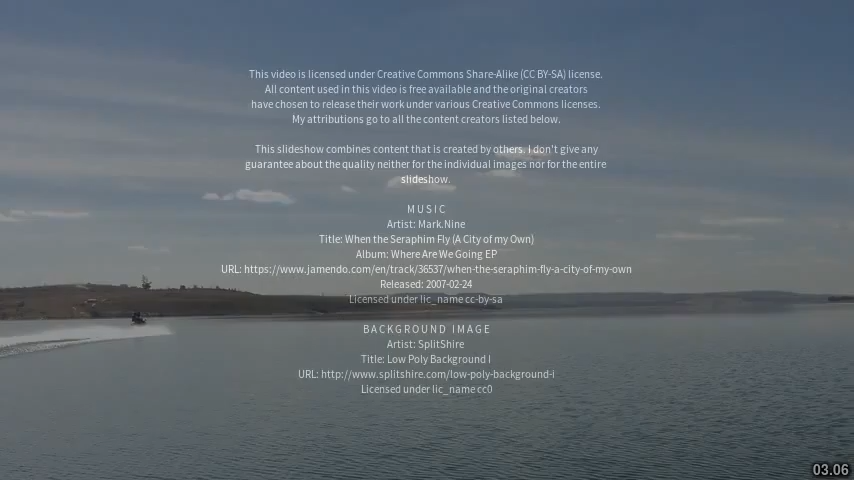 This video is licensed under Creative Commons Share-Alike (CC BY-SA) license.
All content used in this video is free available and the original creators
have chosen to release their work under various Creative Commons licenses.
My attributions go to all the content creators listed below.
This slideshow combines content that is created by others. I don't give any
guarantee about the quality neither for the individual images nor for the entire
slideshow.
MUSIC
Artist: Mark.Nine
Title: When the Seraphim Fly (A City of my Own)
Album: Where Are We Going EP
URL: https://www.jamendo.com/en/track/36537/when-the-seraphim-fly-a-city-of-my-own
Released: 2007-02-24
Licensed under lic_name cc-by-sa
BACKGROUND IMAGE
Artist: SplitShire
Title: Low Poly Background I
URL: http://www.splitshire.com/low-poly-background-i
Licensed under lic_name cc0
03.06